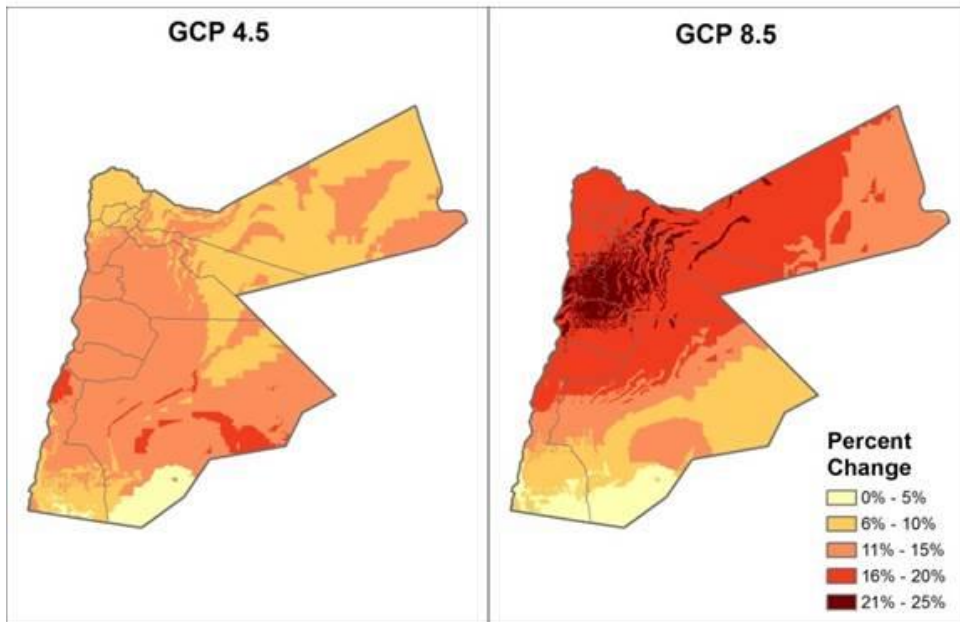 GCP 4.5
GCP 8.5
Percent
Change
0% - 5%
6% - 10%
11% - 15%
16% - 20%
21% - 25%